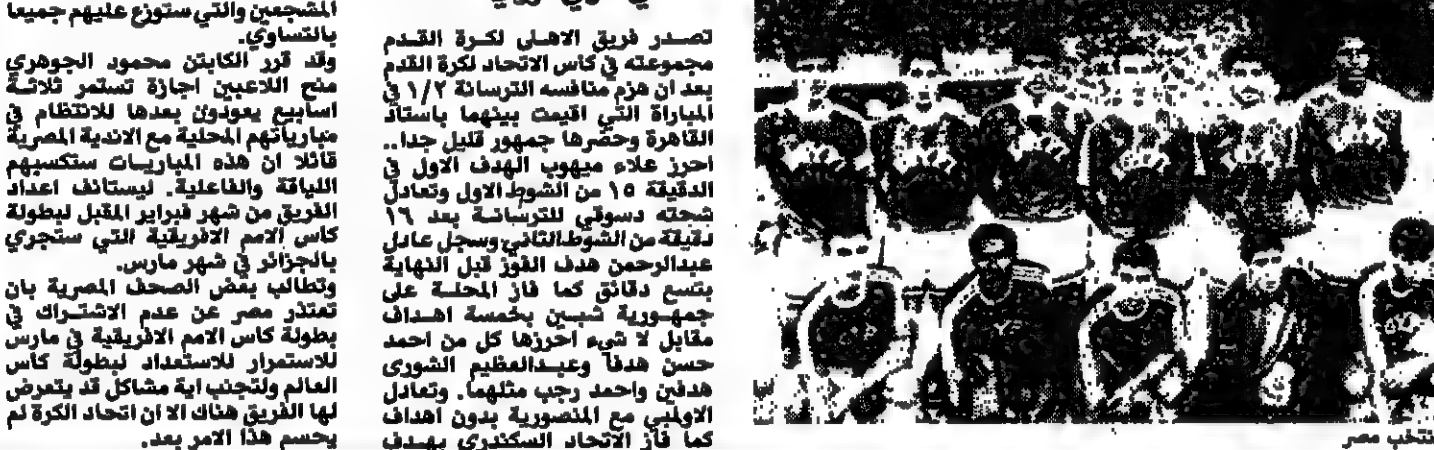 تصدر فريق الاهلى لكرة القدم
مجموعته في كاس الاتحاد لكرة القدم
بعد ان هزم منافسه الترسانة ١/٢ في
المباراة التي اقيمت بينهما باستاد
القاهرة وحضرها جمهور قليل جدا..
احرز علاء ميهوب الهدف الاول في
الدقيقة ١٥ من الشوط الاول وتعادل
شحته دسوقي للترسانة بعد ١٦
دقيقة من الشوط الثاني وسجل عادل
عبدالرحمن هدف الفوز قبل النهاية
بتسع دقائق كما فاز المحلة على
جمهورية شبين بخمسة اهداف
مقابل لا شيء احرزها كل من احمد
حسن هدفا وعبدالعظيم الشورى
هدفين واحمد رجب مثلهما. وتعادل
الاولمبي مع المنصورية بدون اهداف
كما فاز الاتحاد السكندرى بهدف
المشجعين والتي ستوزع عليهم جميعا
بالتساوي.
وقد قرر الكابتن محمود الجوهري
منح اللاعبين اجازة تستمر ثلاثة
اسابيع يعودون بعدها للانتظام في
مبارياتهم المحلية مع الاندية المصرية
قائلا ان هذه المباريات ستكسبهم
اللياقة والفاعلية. ليستانف اعداد
الفريق من شهر فبراير المقبل لبطولة
كاس الامم الافريقية التي ستجري
بالجزائر في شهر مارس.
وتطالب بعض الصحف المصرية بان
تعتذر مصر عن عدم الاشتراك في
بطولة كاس الامم الافريقية في مارس
للاستمرار للاستعداد لبطولة كاس
العالم ولتجنب اية مشاكل قد يتعرض
لها الفريق هناك الا ان اتحاد الكرة لم
يحسم هذا الامر بعد.
منتخب مصر